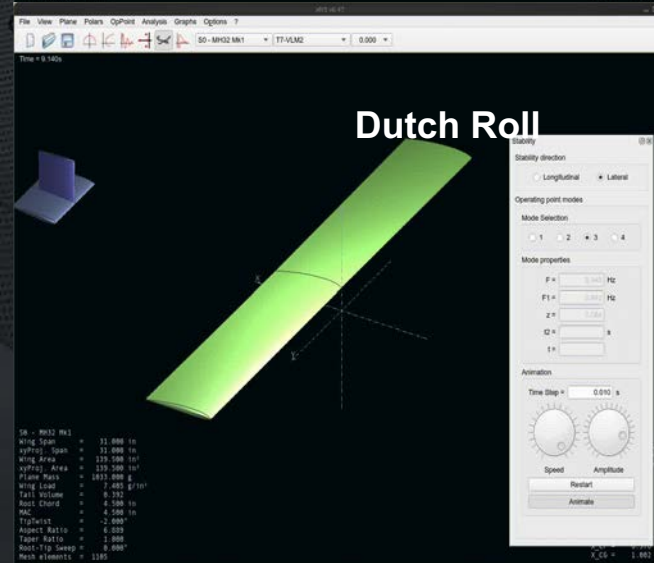 File View Plane Polars OpPoint Analysis Graphs Options ?
S0 - MH32 Mk1 T7-VLM2 0.000
Time = 9.140s
Dutch Roll
Stability
Stability direction
Longitudinal Lateral
Operating point modes
Mode Selection
1 2 3 4
Mode properties
F = Hz
F1 = Hz
z =
t2 = s
τ =
Animation
Time Step = 0.010 s
Speed Amplitude
Restart
Animate
X
Y
S0 - MH32 Mk1
Wing Span = 31.000 in
xyProj. Span = 31.000 in
Wing Area = 139.500 in²
xyProj. Area = 139.500 in²
Plane Mass = 1033.000 g
Wing Load = 7.405 g/in²
Tail Volume = 0.392
Root Chord = 4.500 in
MAC = 4.500 in
TipTwist = -2.000°
Aspect Ratio = 6.889
Taper Ratio = 1.000
Root-Tip Sweep = 0.000°
Mesh elements = 1105
X_CG = 1.002